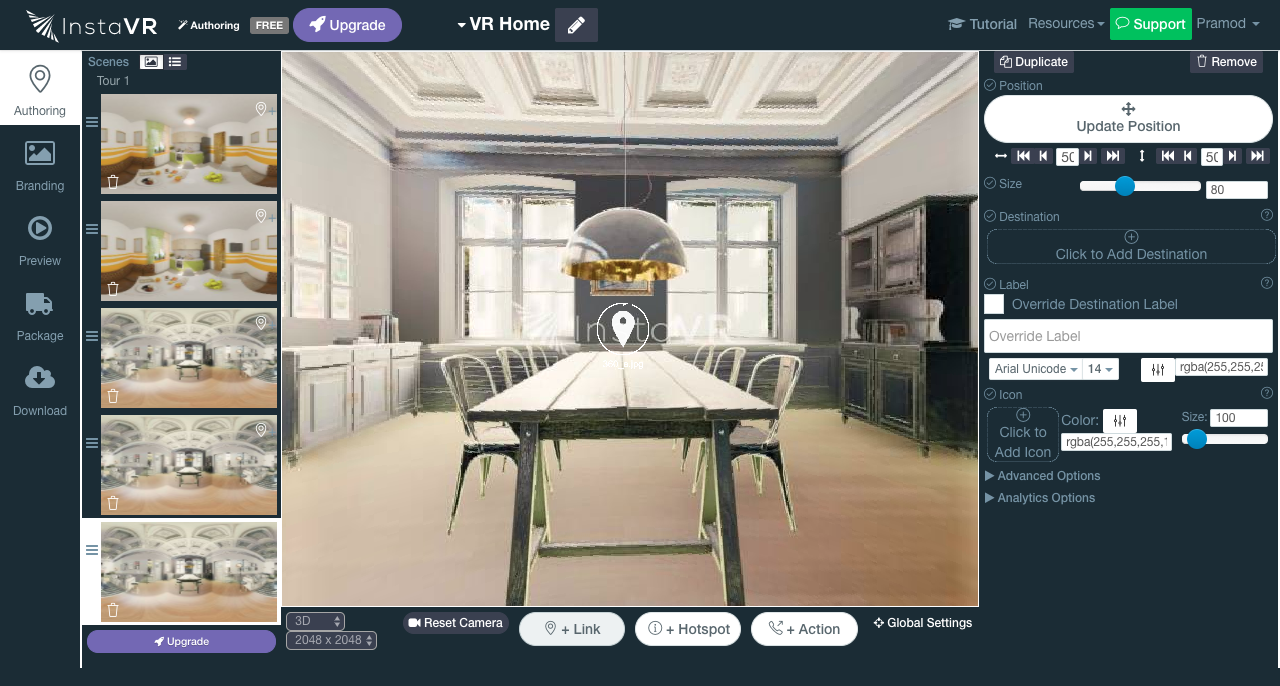 InstaVR
Authoring
FREE
Upgrade
VR Home
Tutorial
Resources
Support
Pramod
Authoring
Branding
Preview
Package
Download
Scenes
Tour 1
Upgrade
InstaVR
3D
2048 x 2048
Reset Camera
+ Link
+ Hotspot
+ Action
Global Settings
Duplicate
Remove
Position
Update Position
50
50
Size
80
Destination
Click to Add Destination
Label
Override Destination Label
Override Label
Arial Unicode
14
rgba(255,255,25
Icon
Click to
Add Icon
Color:
rgba(255,255,255,1
Size:
100
Advanced Options
Analytics Options